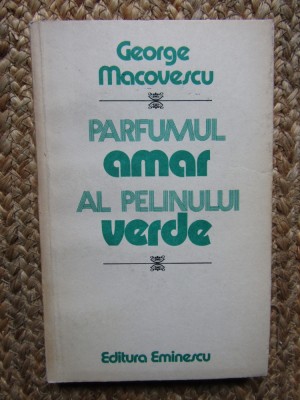 George
Macovescu
PARFUMUL
amar
AL PELINULUI
verde
Editura Eminescu